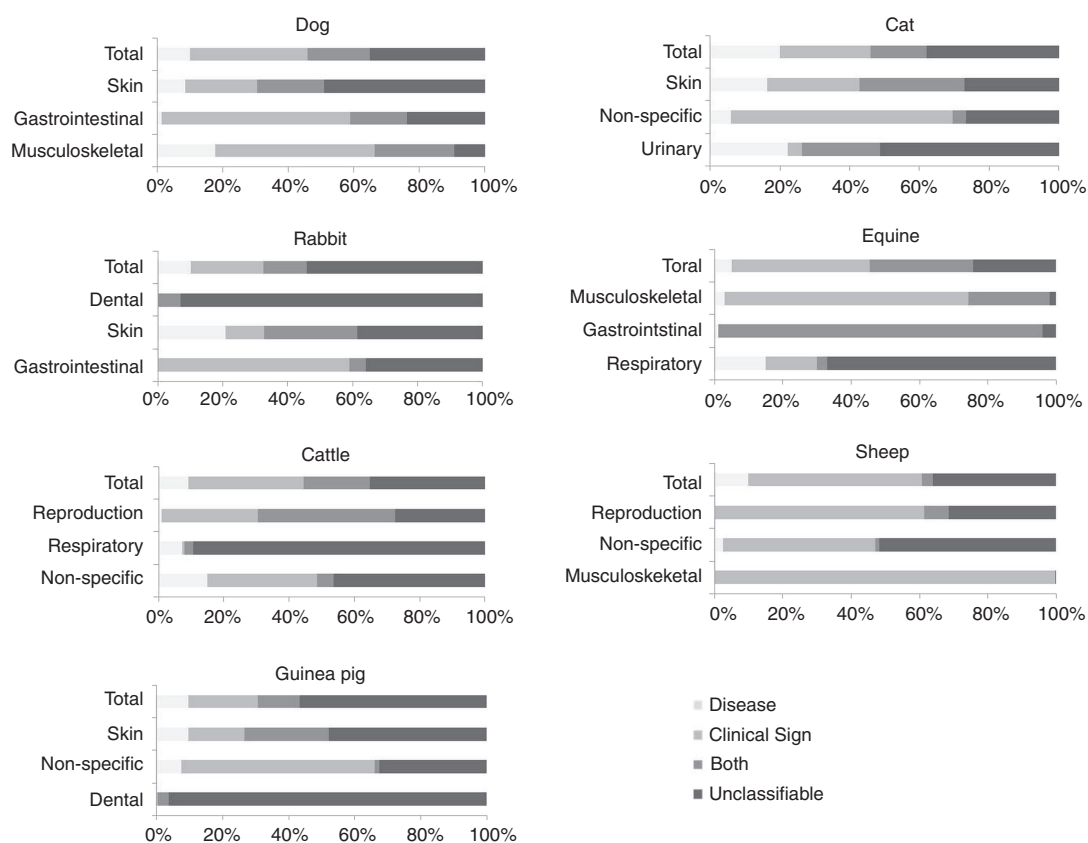 Dog
Total
Skin
Gastrointestinal
Musculoskeletal
0% 20% 40% 60% 80% 100%
Cat
Total
Skin
Non-specific
Urinary
0% 20% 40% 60% 80% 100%
Rabbit
Total
Dental
Skin
Gastrointestinal
0% 20% 40% 60% 80% 100%
Equine
Toral
Musculoskeletal
Gastrointstinal
Respiratory
0% 20% 40% 60% 80% 100%
Cattle
Total
Reproduction
Respiratory
Non-specific
0% 20% 40% 60% 80% 100%
Sheep
Total
Reproduction
Non-specific
Musculoskeketal
0% 20% 40% 60% 80% 100%
Guinea pig
Total
Skin
Non-specific
Dental
0% 20% 40% 60% 80% 100%
Disease
Clinical Sign
Both
Unclassifiable